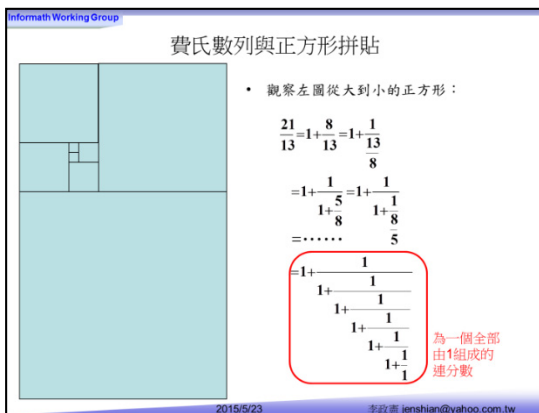 Informath Working Group
費氏數列與正方形拼貼
• 觀察左圖從大到小的正方形：
21/13=1+8/13=1+1/(13/8)
=1+1/(1+5/8)=1+1/(1+1/(8/5))
=⋯⋯
=1+1/(1+1/(1+1/(1+1/(1+1/(1+1/1)))))
為一個全部
由1組成的
連分數
2015/5/23 李政憲 jenshian@yahoo.com.tw